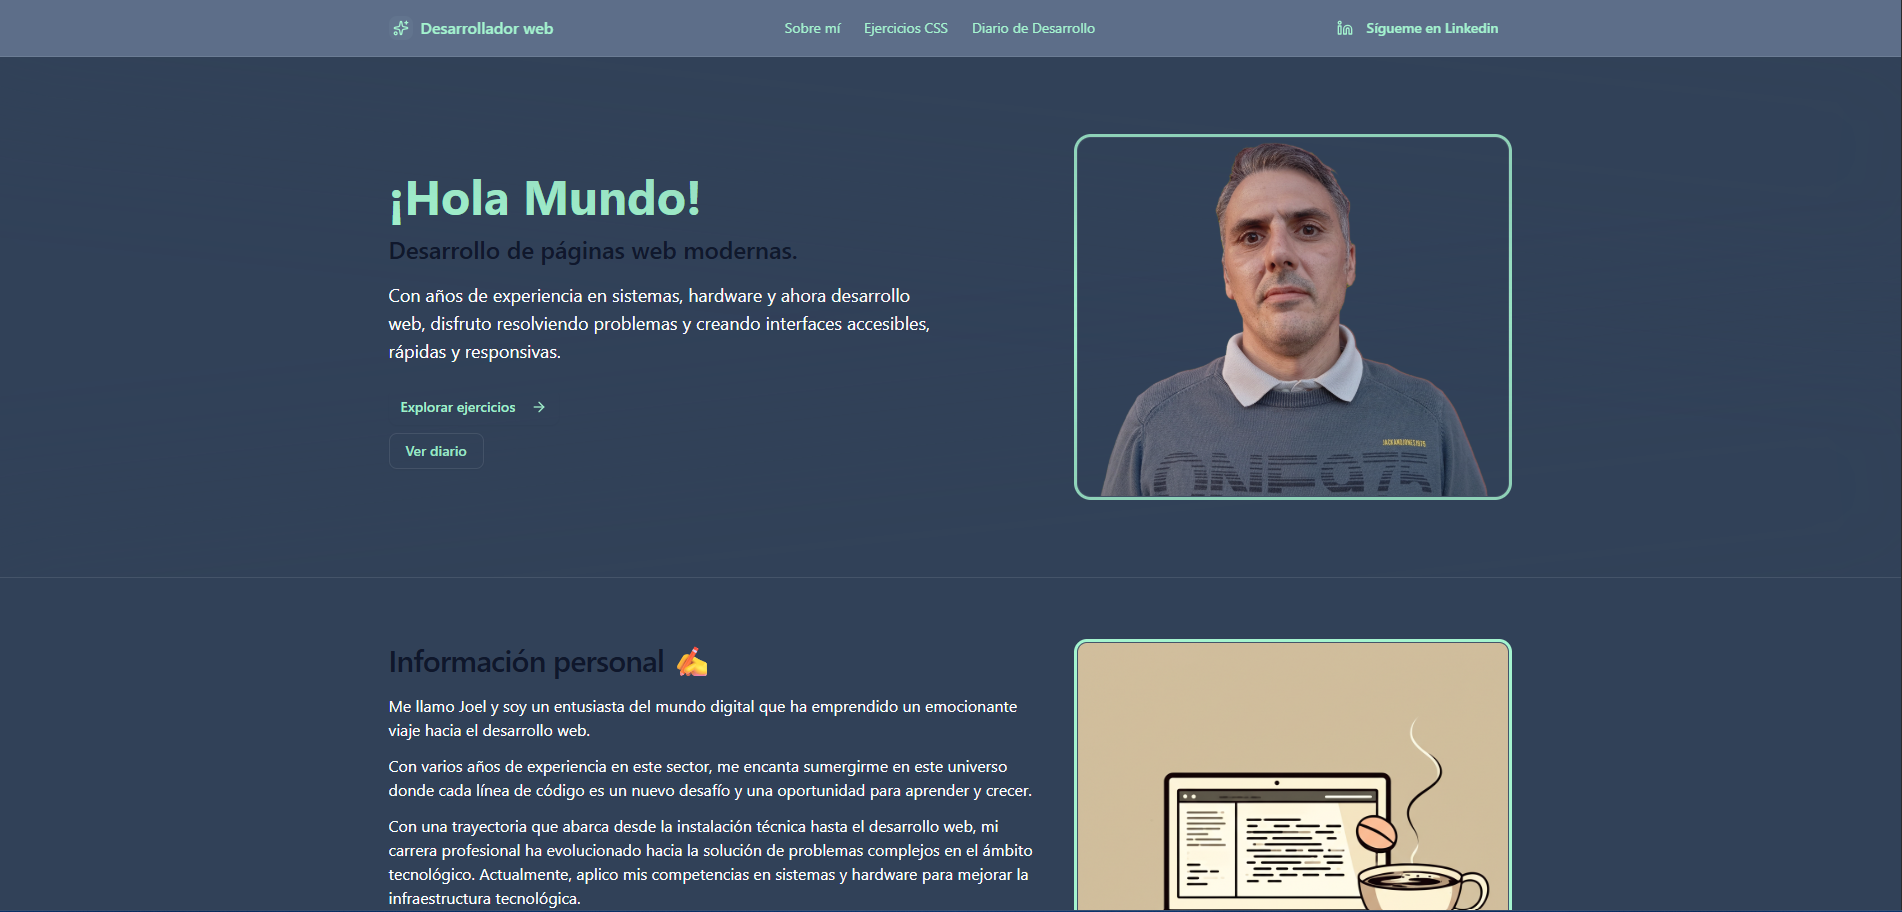 Desarrollador web
Sobre mí
Ejercicios CSS
Diario de Desarrollo
Sígueme en Linkedin
¡Hola Mundo!
Desarrollo de páginas web modernas.
Con años de experiencia en sistemas, hardware y ahora desarrollo
web, disfruto resolviendo problemas y creando interfaces accesibles,
rápidas y responsivas.
Explorar ejercicios
Ver diario
JACK AND JONES 1975
ONE 975
Información personal ✍️
Me llamo Joel y soy un entusiasta del mundo digital que ha emprendido un emocionante
viaje hacia el desarrollo web.
Con varios años de experiencia en este sector, me encanta sumergirme en este universo
donde cada línea de código es un nuevo desafío y una oportunidad para aprender y crecer.
Con una trayectoria que abarca desde la instalación técnica hasta el desarrollo web, mi
carrera profesional ha evolucionado hacia la solución de problemas complejos en el ámbito
tecnológico. Actualmente, aplico mis competencias en sistemas y hardware para mejorar la
infraestructura tecnológica.